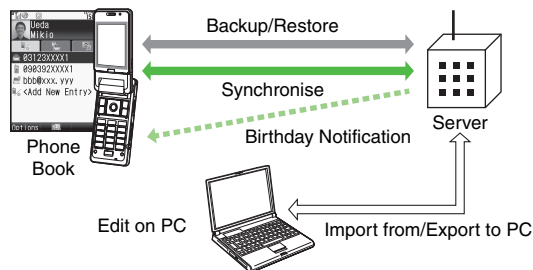 Ueda
Mikio
03123XXXX1
090392XXXX1
bbb@xxx.yyy
<Add New Entry>
Options
Phone
Book
Backup/Restore
Synchronise
Birthday Notification
Server
Edit on PC
Import from/Export to PC